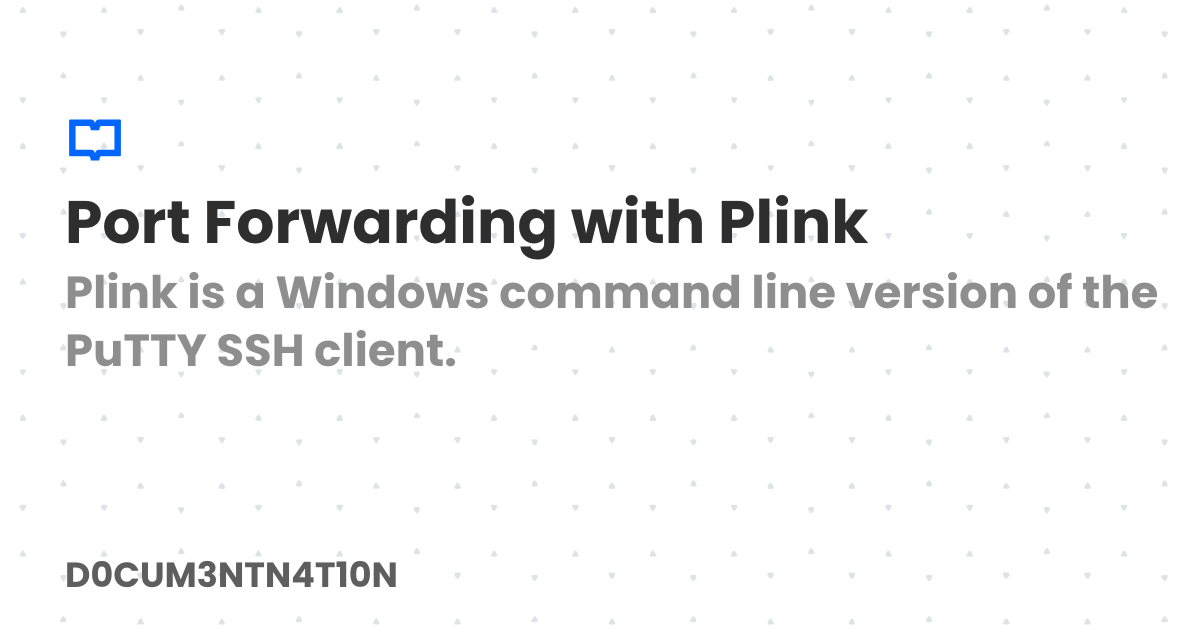 Port Forwarding with Plink
Plink is a Windows command line version of the
PuTTY SSH client.
D0CUM3NTN4T10N